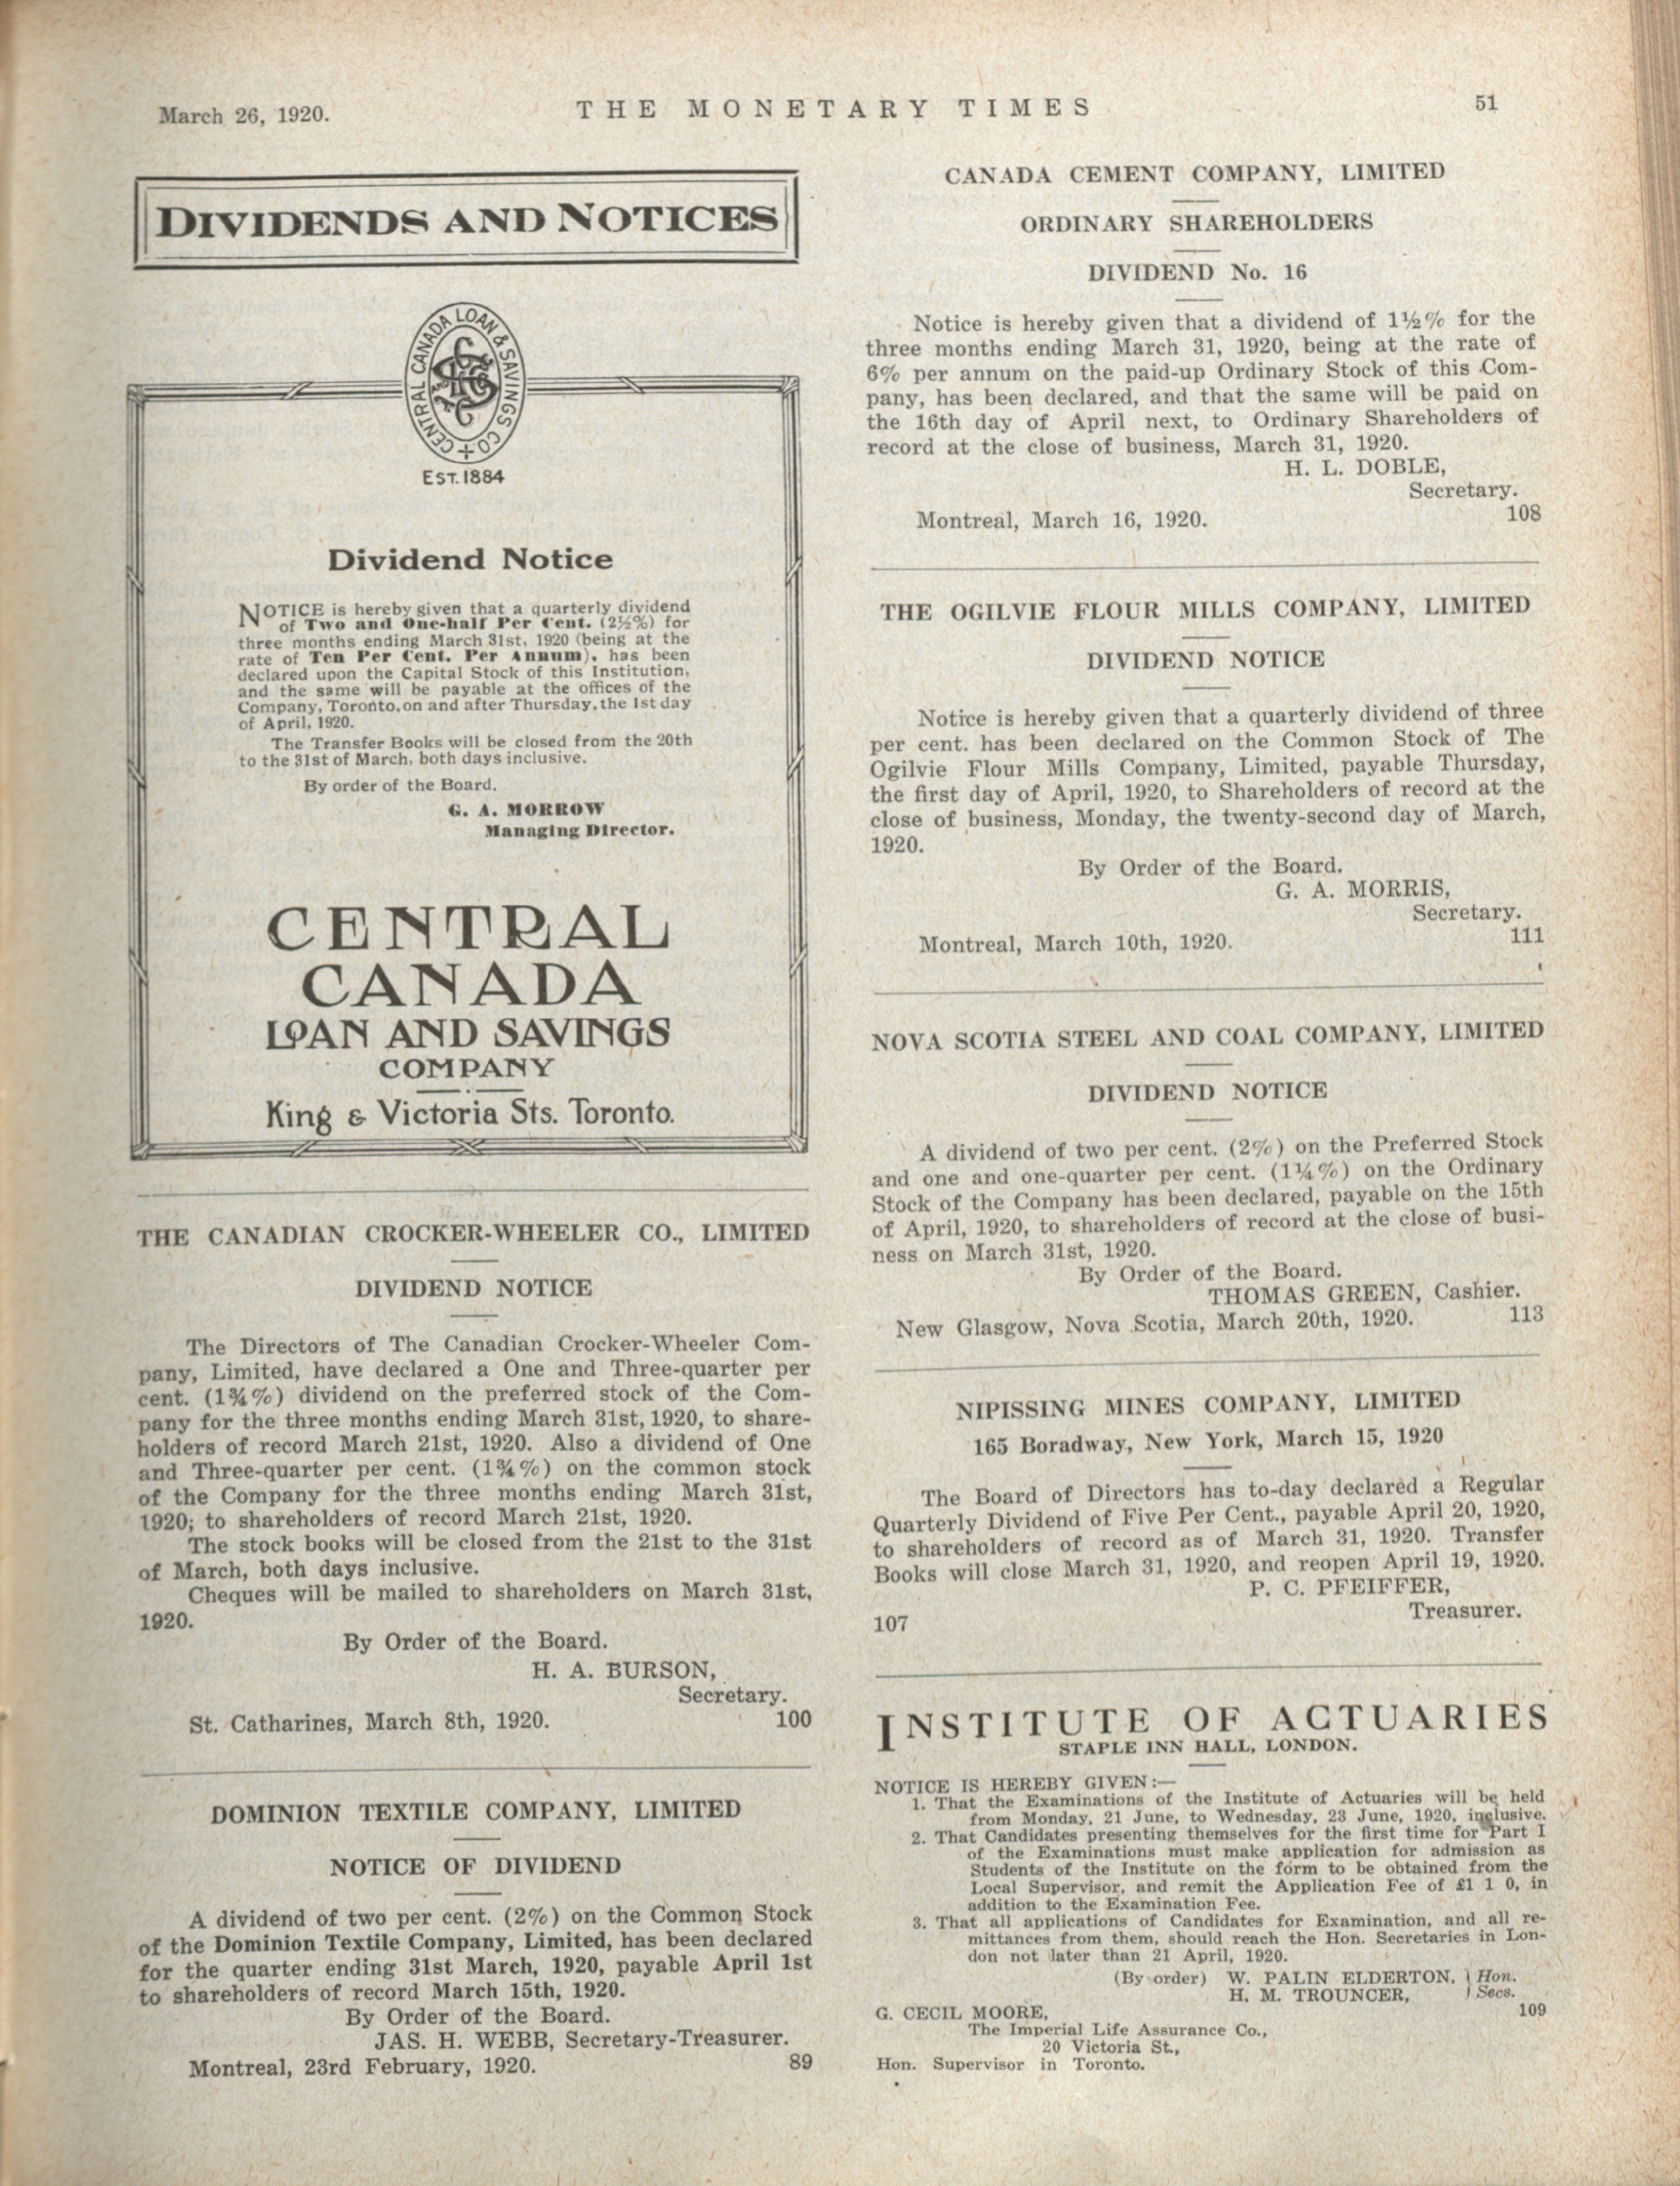 March 26, 1920.
THE MONETARY TIMES
51
DIVIDENDS AND NOTICES
CENTRAL CANADA LOAN & SAVINGS CO
EST. 1884
Dividend Notice
NOTICE is hereby given that a quarterly dividend
of Two and One-half Per Cent. (2½%) for
three months ending March 31st, 1920 (being at the
rate of Ten Per Cent. Per Annum), has been
declared upon the Capital Stock of this Institution,
and the same will be payable at the offices of the
Company, Toronto, on and after Thursday, the 1st day
of April, 1920.
The Transfer Books will be closed from the 20th
to the 31st of March, both days inclusive.
By order of the Board.
G. A. MORROW
Managing Director.
CENTRAL
CANADA
LOAN AND SAVINGS
COMPANY
King & Victoria Sts. Toronto.
THE CANADIAN CROCKER-WHEELER CO., LIMITED
DIVIDEND NOTICE
The Directors of The Canadian Crocker-Wheeler Com-
pany, Limited, have declared a One and Three-quarter per
cent. (1¾%) dividend on the preferred stock of the Com-
pany for the three months ending March 31st, 1920, to share-
holders of record March 21st, 1920. Also a dividend of One
and Three-quarter per cent. (1¾%) on the common stock
of the Company for the three months ending March 31st,
1920; to shareholders of record March 21st, 1920.
The stock books will be closed from the 21st to the 31st
of March, both days inclusive.
Cheques will be mailed to shareholders on March 31st,
1920.
By Order of the Board.
H. A. BURSON,
Secretary.
St. Catharines, March 8th, 1920. 100
DOMINION TEXTILE COMPANY, LIMITED
NOTICE OF DIVIDEND
A dividend of two per cent. (2%) on the Common Stock
of the Dominion Textile Company, Limited, has been declared
for the quarter ending 31st March, 1920, payable April 1st
to shareholders of record March 15th, 1920.
By Order of the Board.
JAS. H. WEBB, Secretary-Treasurer.
Montreal, 23rd February, 1920. 89
CANADA CEMENT COMPANY, LIMITED
ORDINARY SHAREHOLDERS
DIVIDEND No. 16
Notice is hereby given that a dividend of 1½% for the
three months ending March 31, 1920, being at the rate of
6% per annum on the paid-up Ordinary Stock of this Com-
pany, has been declared, and that the same will be paid on
the 16th day of April next, to Ordinary Shareholders of
record at the close of business, March 31, 1920.
H. L. DOBLE,
Secretary.
Montreal, March 16, 1920. 108
THE OGILVIE FLOUR MILLS COMPANY, LIMITED
DIVIDEND NOTICE
Notice is hereby given that a quarterly dividend of three
per cent. has been declared on the Common Stock of The
Ogilvie Flour Mills Company, Limited, payable Thursday,
the first day of April, 1920, to Shareholders of record at the
close of business, Monday, the twenty-second day of March,
1920.
By Order of the Board.
G. A. MORRIS,
Secretary.
Montreal, March 10th, 1920. 111
NOVA SCOTIA STEEL AND COAL COMPANY, LIMITED
DIVIDEND NOTICE
A dividend of two per cent. (2%) on the Preferred Stock
and one and one-quarter per cent. (1¼%) on the Ordinary
Stock of the Company has been declared, payable on the 15th
of April, 1920, to shareholders of record at the close of busi-
ness on March 31st, 1920.
By Order of the Board.
THOMAS GREEN, Cashier.
New Glasgow, Nova Scotia, March 20th, 1920. 113
NIPISSING MINES COMPANY, LIMITED
165 Boradway, New York, March 15, 1920
The Board of Directors has to-day declared a Regular
Quarterly Dividend of Five Per Cent., payable April 20, 1920,
to shareholders of record as of March 31, 1920. Transfer
Books will close March 31, 1920, and reopen April 19, 1920.
P. C. PFEIFFER,
Treasurer.
107
INSTITUTE OF ACTUARIES
STAPLE INN HALL, LONDON.
NOTICE IS HEREBY GIVEN:—
1. That the Examinations of the Institute of Actuaries will be held
from Monday, 21 June, to Wednesday, 23 June, 1920, inclusive.
2. That Candidates presenting themselves for the first time for Part I
of the Examinations must make application for admission as
Students of the Institute on the form to be obtained from the
Local Supervisor, and remit the Application Fee of £1 1 0, in
addition to the Examination Fee.
3. That all applications of Candidates for Examination, and all re-
mittances from them, should reach the Hon. Secretaries in Lon-
don not later than 21 April, 1920.
(By order) W. PALIN ELDERTON, } Hon.
H. M. TROUNCER, } Secs.
G. CECIL MOORE, 109
The Imperial Life Assurance Co.,
20 Victoria St.,
Hon. Supervisor in Toronto.